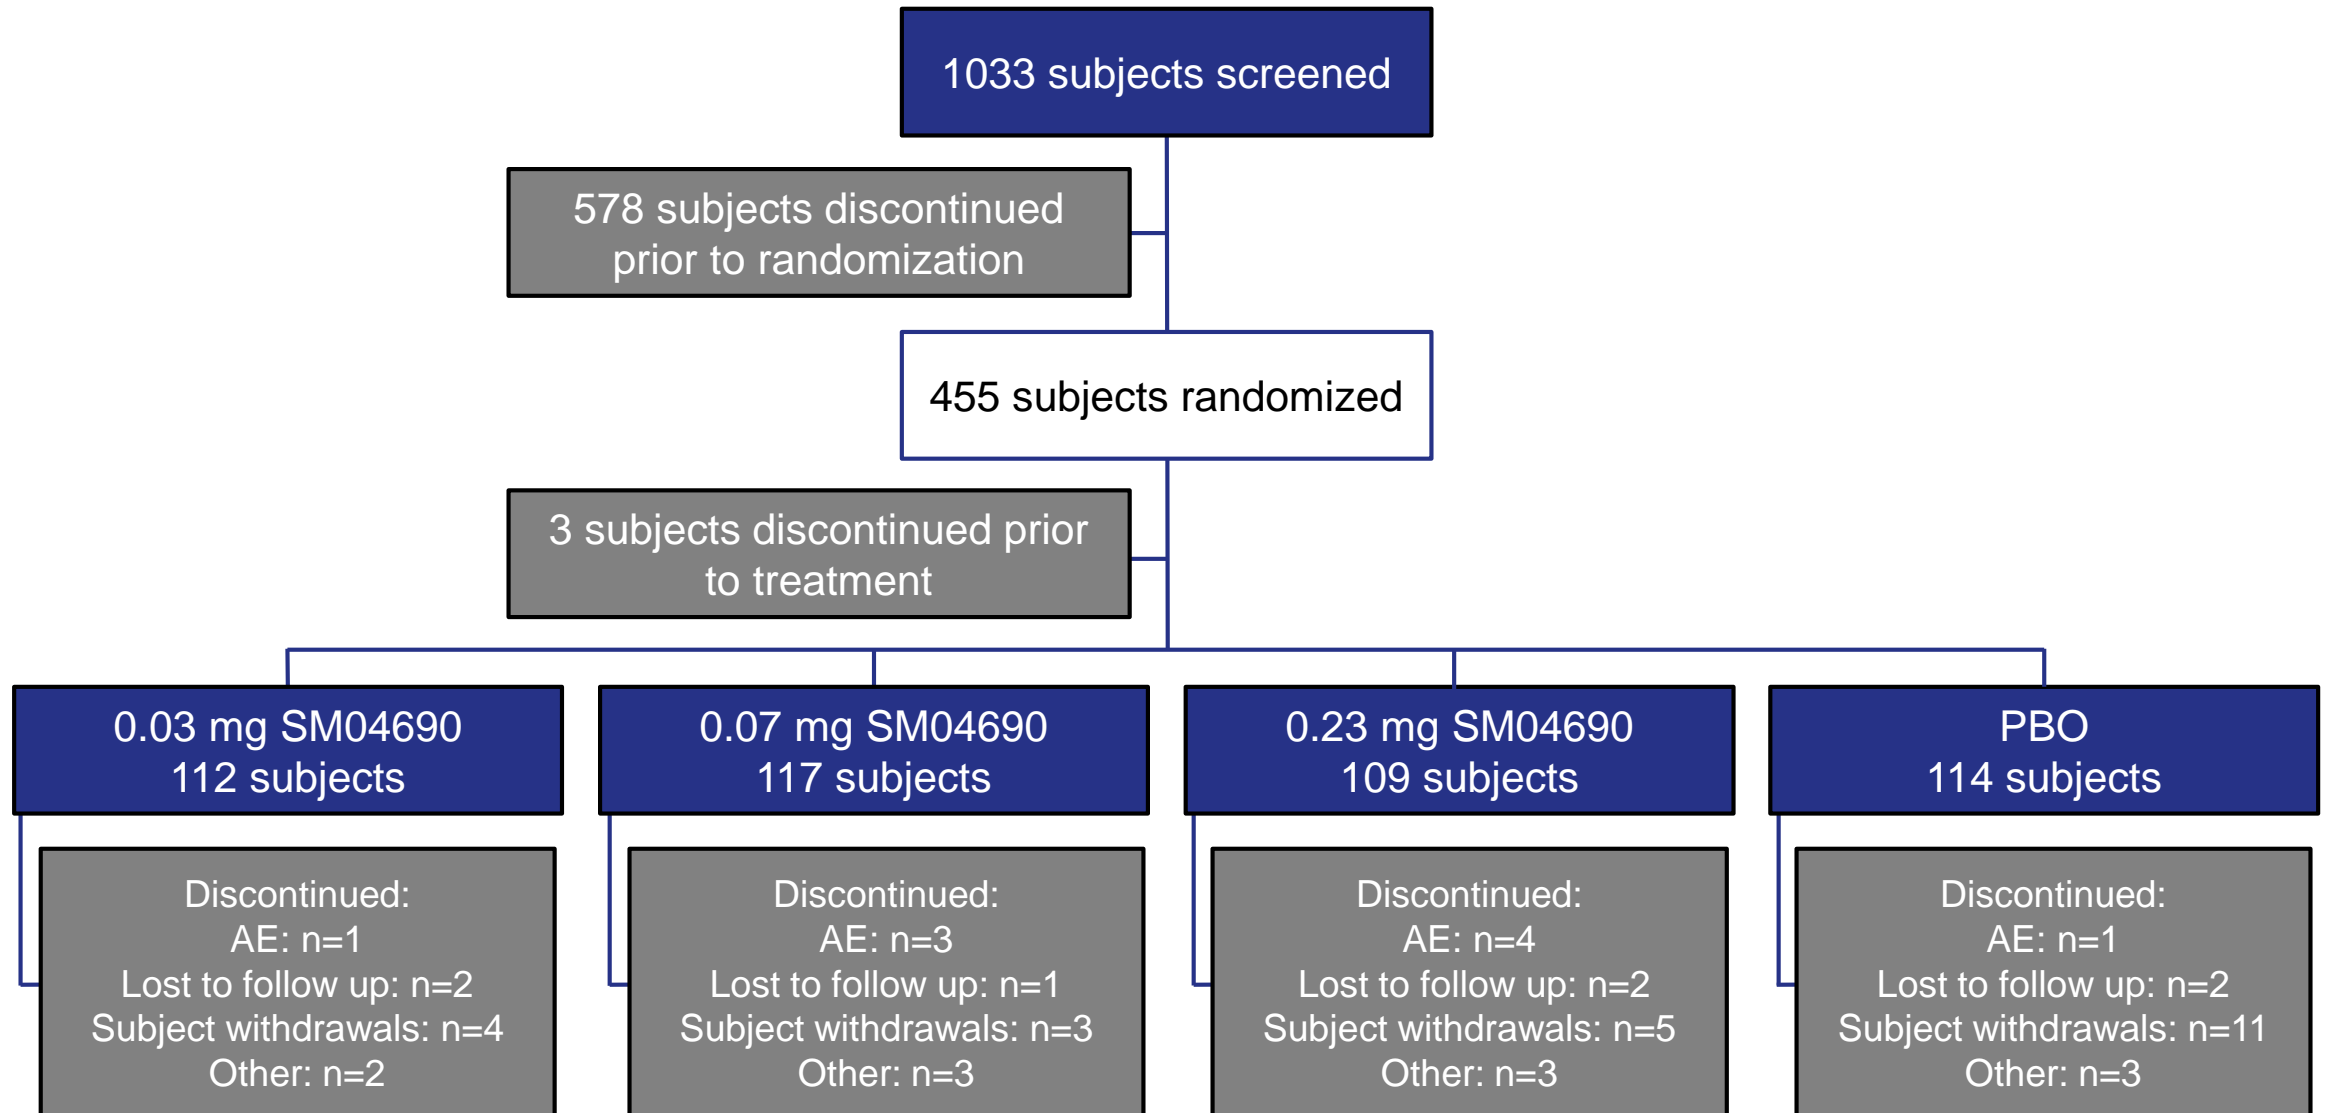 1033 subjects screened
578 subjects discontinued
prior to randomization
455 subjects randomized
3 subjects discontinued prior
to treatment
0.03 mg SM04690
112 subjects
0.07 mg SM04690
117 subjects
0.23 mg SM04690
109 subjects
PBO
114 subjects
Discontinued:
AE: n=1
Lost to follow up: n=2
Subject withdrawals: n=4
Other: n=2
Discontinued:
AE: n=3
Lost to follow up: n=1
Subject withdrawals: n=3
Other: n=3
Discontinued:
AE: n=4
Lost to follow up: n=2
Subject withdrawals: n=5
Other: n=3
Discontinued:
AE: n=1
Lost to follow up: n=2
Subject withdrawals: n=11
Other: n=3